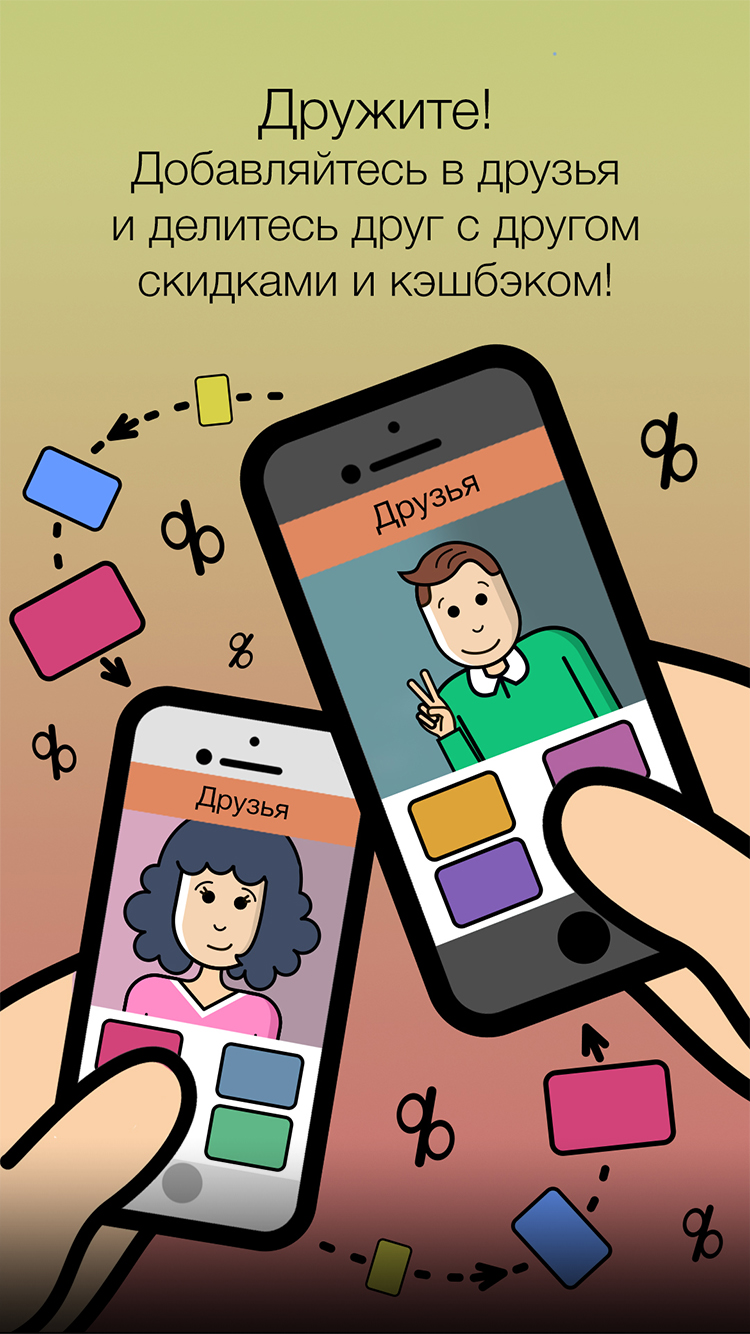 Дружите!
Добавляйтесь в друзья
и делитесь друг с другом
скидками и кэшбэком!
%
%
Друзья
%
%
Друзья
%
%